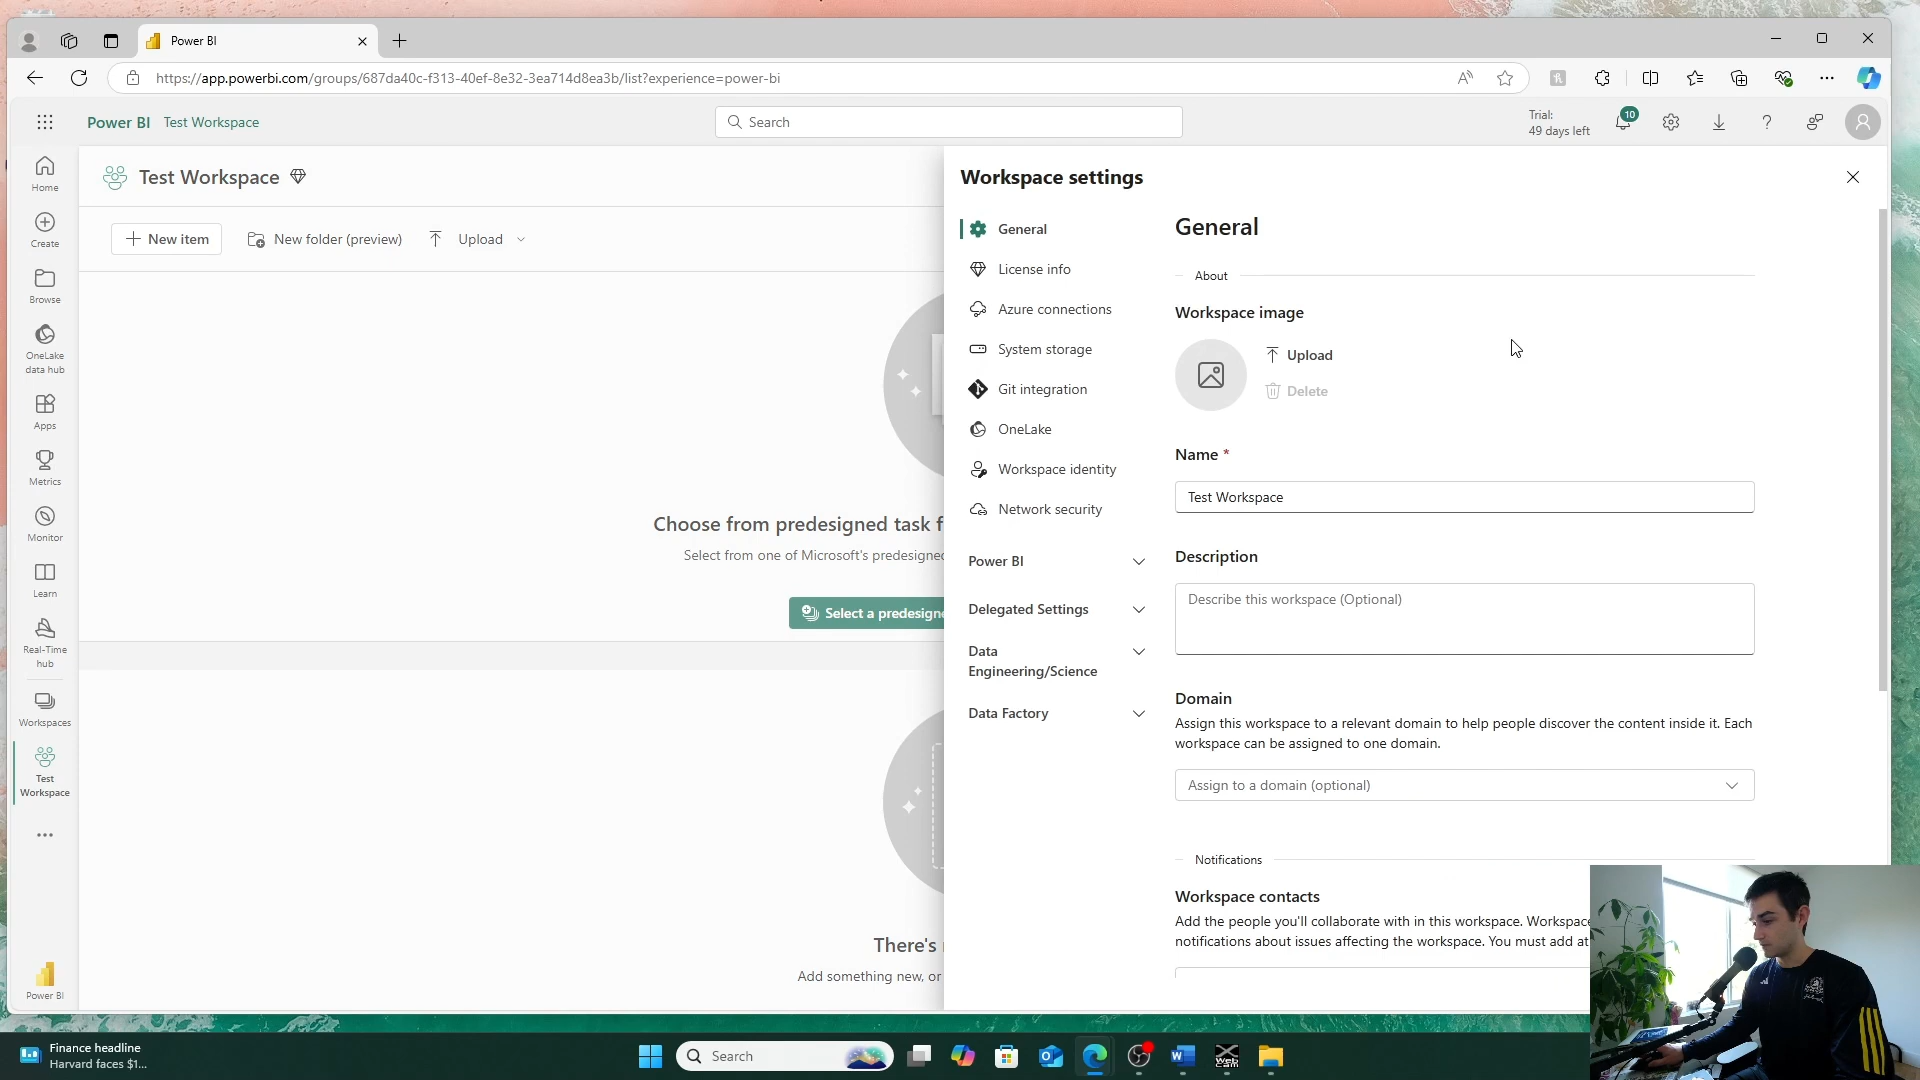 Power BI
https://app.powerbi.com/groups/687da40c-f313-40ef-8e32-3ea714d8ea3b/list?experience=power-bi
Power BI Test Workspace
Search
Trial:
49 days left
10
Home
Create
Browse
OneLake
data hub
Apps
Metrics
Monitor
Learn
Real-Time
hub
Workspaces
Test
Workspace
Power BI
Test Workspace
New item
New folder (preview)
Upload
Choose from predesigned task f
Select from one of Microsoft's predesigne
Select a predesigne
There's
Add something new, or
Workspace settings
General
License info
Azure connections
System storage
Git integration
OneLake
Workspace identity
Network security
Power BI
Delegated Settings
Data
Engineering/Science
Data Factory
General
About
Workspace image
Upload
Delete
Name *
Test Workspace
Description
Describe this workspace (Optional)
Domain
Assign this workspace to a relevant domain to help people discover the content inside it. Each
workspace can be assigned to one domain.
Assign to a domain (optional)
Notifications
Workspace contacts
Add the people you'll collaborate with in this workspace. Workspace
notifications about issues affecting the workspace. You must add at
Finance headline
Harvard faces $1...
Search
Web
cam